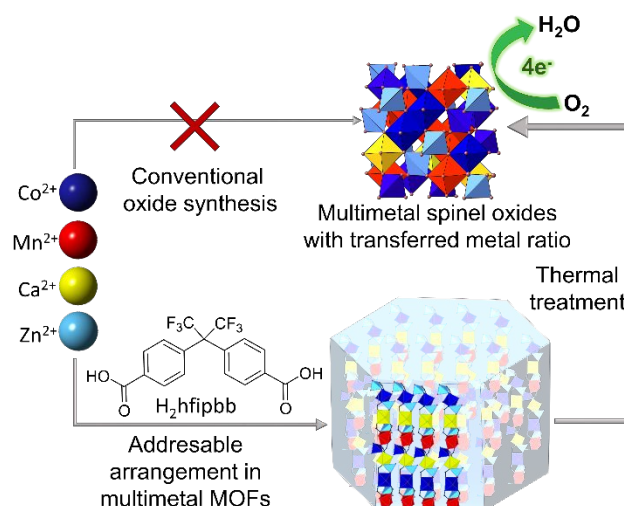 H₂O
4e⁻
O₂
Conventional
oxide synthesis
Multimetal spinel oxides
with transferred metal ratio
Co²⁺
Mn²⁺
Ca²⁺
Zn²⁺
Thermal
treatment
F₃C CF₃
HO OH
O O
H₂hfipbb
Addresable
arrangement in
multimetal MOFs